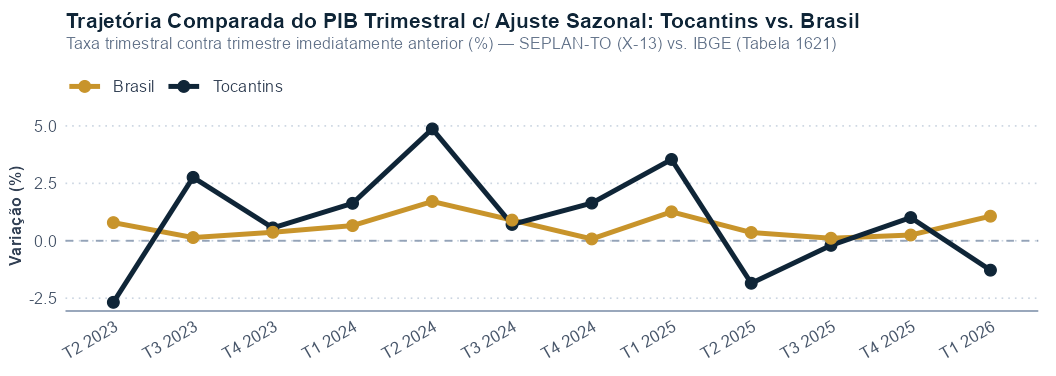 Trajetória Comparada do PIB Trimestral c/ Ajuste Sazonal: Tocantins vs. Brasil
Taxa trimestral contra trimestre imediatamente anterior (%) — SEPLAN-TO (X-13) vs. IBGE (Tabela 1621)
Brasil Tocantins
Variação (%)
5.0
2.5
0.0
-2.5
T2 2023 T3 2023 T4 2023 T1 2024 T2 2024 T3 2024 T4 2024 T1 2025 T2 2025 T3 2025 T4 2025 T1 2026